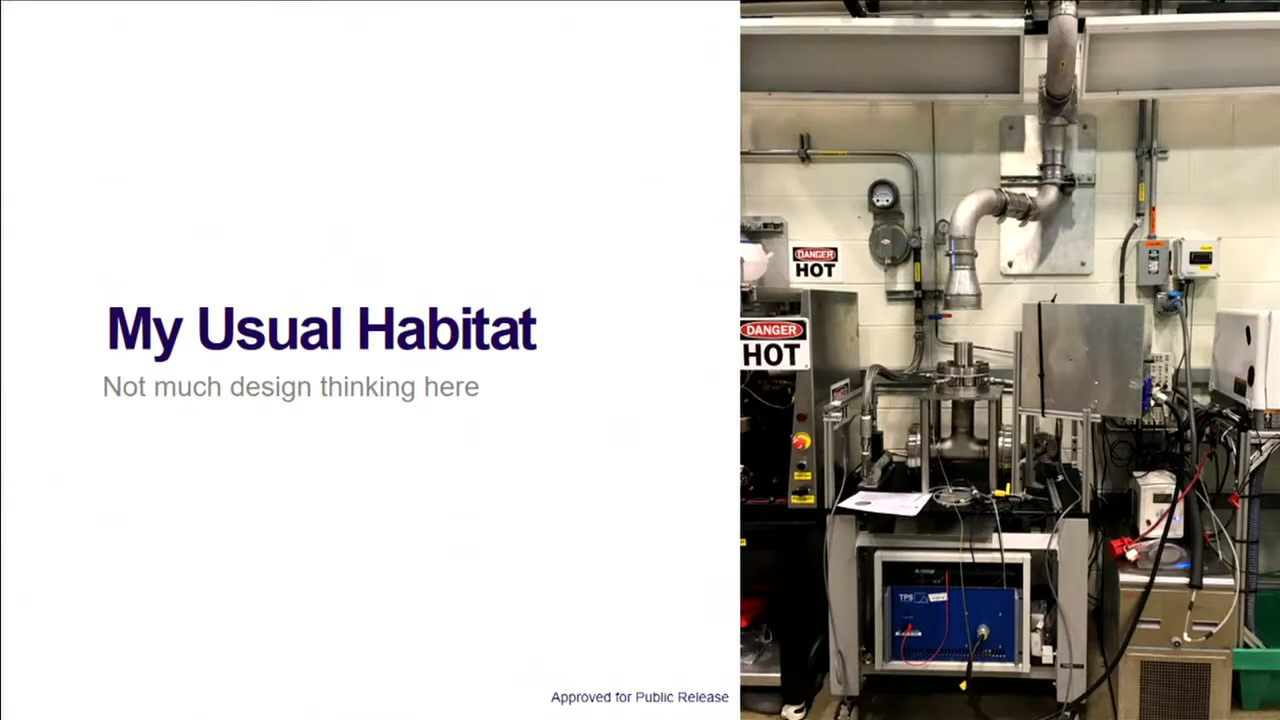 My Usual Habitat
Not much design thinking here
Approved for Public Release
DANGER
HOT
DANGER
HOT
TPS